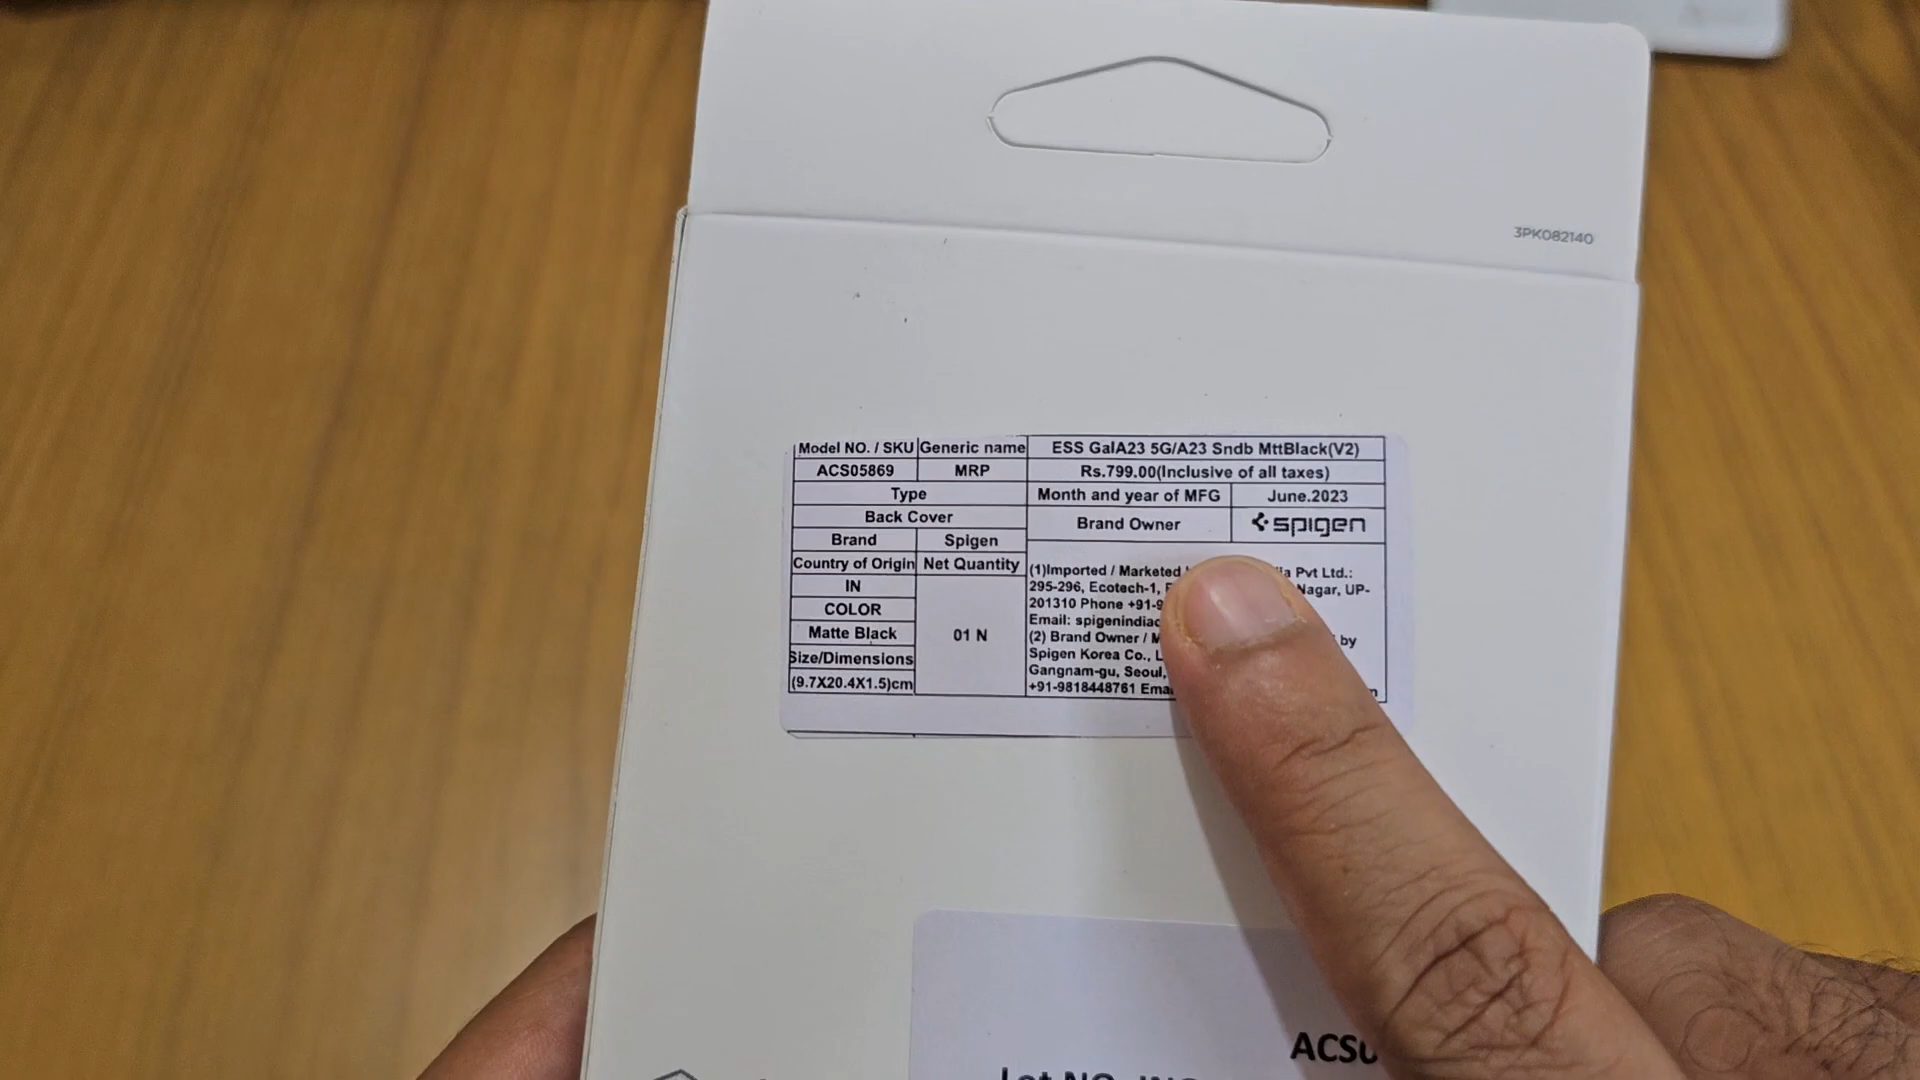 3PK082140
Model NO. / SKU Generic name ESS GalA23 5G/A23 Sndb MttBlack(V2)
ACS05869 MRP Rs.799.00(Inclusive of all taxes)
Type Month and year of MFG June.2023
Back Cover Brand Owner spigen
Brand Spigen
Country of Origin Net Quantity
IN
COLOR
Matte Black 01 N
Size/Dimensions
(9.7X20.4X1.5)cm
(1)Imported / Marketed Pvt Ltd.:
295-296, Ecotech-1, Nagar, UP-
201310 Phone +91-9
Email:
(2) Brand Owner / by
Spigen Korea Co.,
Gangnam-gu, Seoul,
+91-9818448761
Lot NO.